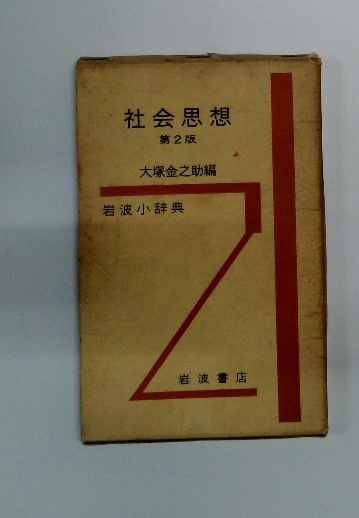 社会思想
第2版
大塚金之助編
岩波小辞典
岩波書店